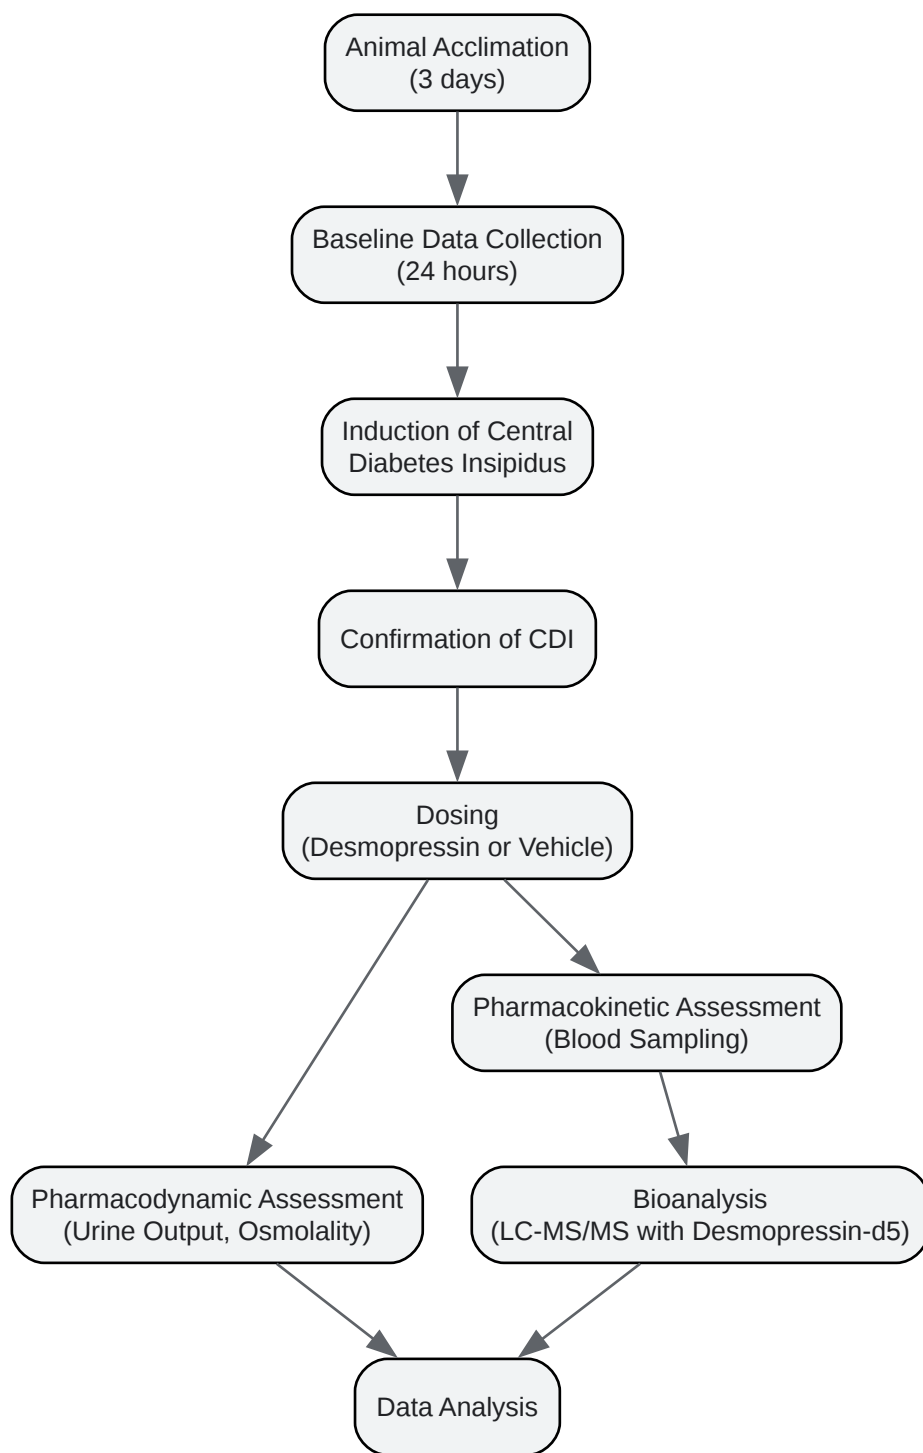 Animal Acclimation
(3 days)
Baseline Data Collection
(24 hours)
Induction of Central
Diabetes Insipidus
Confirmation of CDI
Dosing
(Desmopressin or Vehicle)
Pharmacokinetic Assessment
(Blood Sampling)
Pharmacodynamic Assessment
(Urine Output, Osmolality)
Bioanalysis
(LC-MS/MS with Desmopressin-d5)
Data Analysis